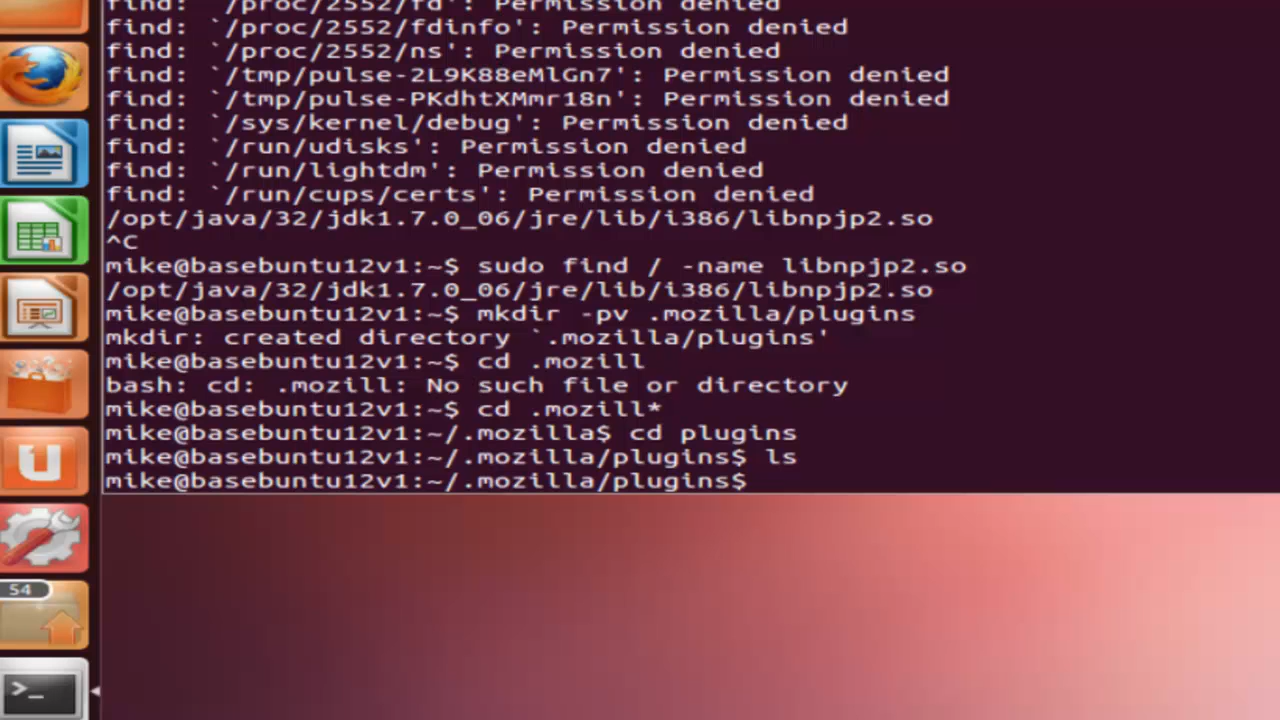 find: `/proc/2552/fd': Permission denied
find: `/proc/2552/fdinfo': Permission denied
find: `/proc/2552/ns': Permission denied
find: `/tmp/pulse-2L9K88eMlGn7': Permission denied
find: `/tmp/pulse-PKdhtXMmr18n': Permission denied
find: `/sys/kernel/debug': Permission denied
find: `/run/udisks': Permission denied
find: `/run/lightdm': Permission denied
find: `/run/cups/certs': Permission denied
/opt/java/32/jdk1.7.0_06/jre/lib/i386/libnpjp2.so
^C
mike@basebuntu12v1:~$ sudo find / -name libnpjp2.so
/opt/java/32/jdk1.7.0_06/jre/lib/i386/libnpjp2.so
mike@basebuntu12v1:~$ mkdir -pv .mozilla/plugins
mkdir: created directory `.mozilla/plugins'
mike@basebuntu12v1:~$ cd .mozill
bash: cd: .mozill: No such file or directory
mike@basebuntu12v1:~$ cd .mozill*
mike@basebuntu12v1:~/.mozilla$ cd plugins
mike@basebuntu12v1:~/.mozilla/plugins$ ls
mike@basebuntu12v1:~/.mozilla/plugins$
54
>_